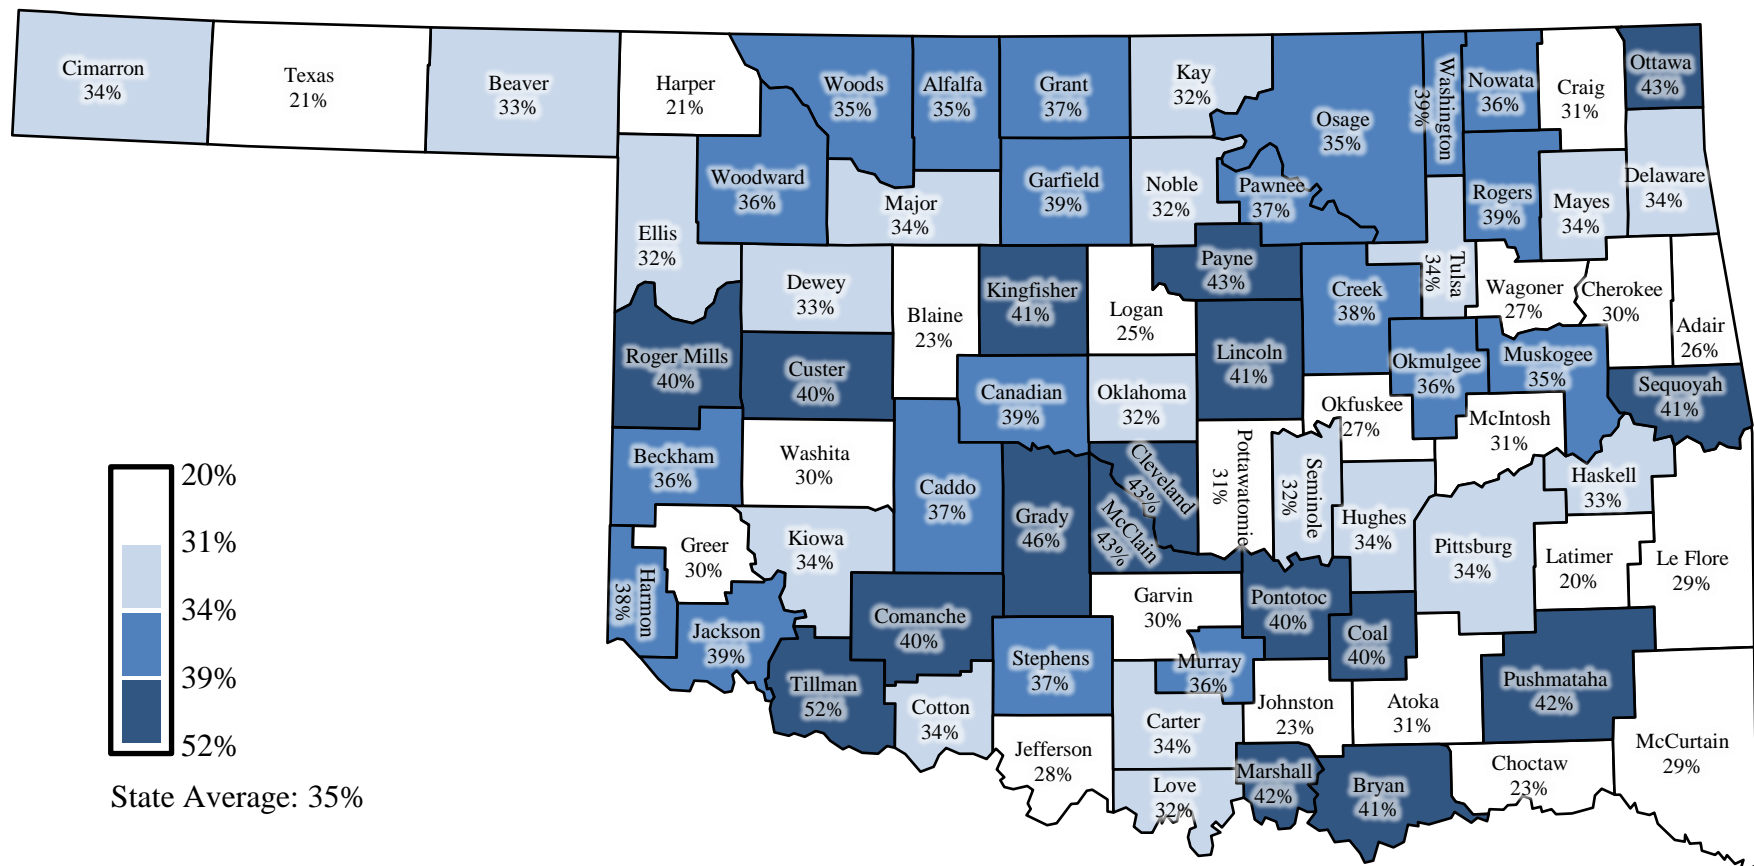 Cimarron
34%
Texas
21%
Beaver
33%
Harper
21%
Woods
35%
Alfalfa
35%
Grant
37%
Kay
32%
Osage
35%
Washington
39%
Nowata
36%
Craig
31%
Ottawa
43%
Woodward
36%
Major
34%
Garfield
39%
Noble
32%
Pawnee
37%
Rogers
39%
Mayes
34%
Delaware
34%
Ellis
32%
Dewey
33%
Blaine
23%
Kingfisher
41%
Logan
25%
Payne
43%
Creek
38%
Tulsa
34%
Wagoner
27%
Cherokee
30%
Adair
26%
Roger Mills
40%
Custer
40%
Canadian
39%
Oklahoma
32%
Lincoln
41%
Okmulgee
36%
Muskogee
35%
Sequoyah
41%
Okfuskee
27%
McIntosh
31%
Beckham
36%
Washita
30%
Caddo
37%
Grady
46%
Cleveland
43%
McClain
43%
Pottawatomie
31%
Seminole
32%
Hughes
34%
Pittsburg
34%
Haskell
33%
Latimer
20%
Le Flore
29%
Harmon
38%
Greer
30%
Kiowa
34%
Jackson
39%
Comanche
40%
Garvin
30%
Pontotoc
40%
Coal
40%
Tillman
52%
Cotton
34%
Stephens
37%
Murray
36%
Carter
34%
Johnston
23%
Atoka
31%
Pushmataha
42%
Jefferson
28%
Love
32%
Marshall
42%
Bryan
41%
Choctaw
23%
McCurtain
29%
20%
31%
34%
39%
52%
State Average: 35%